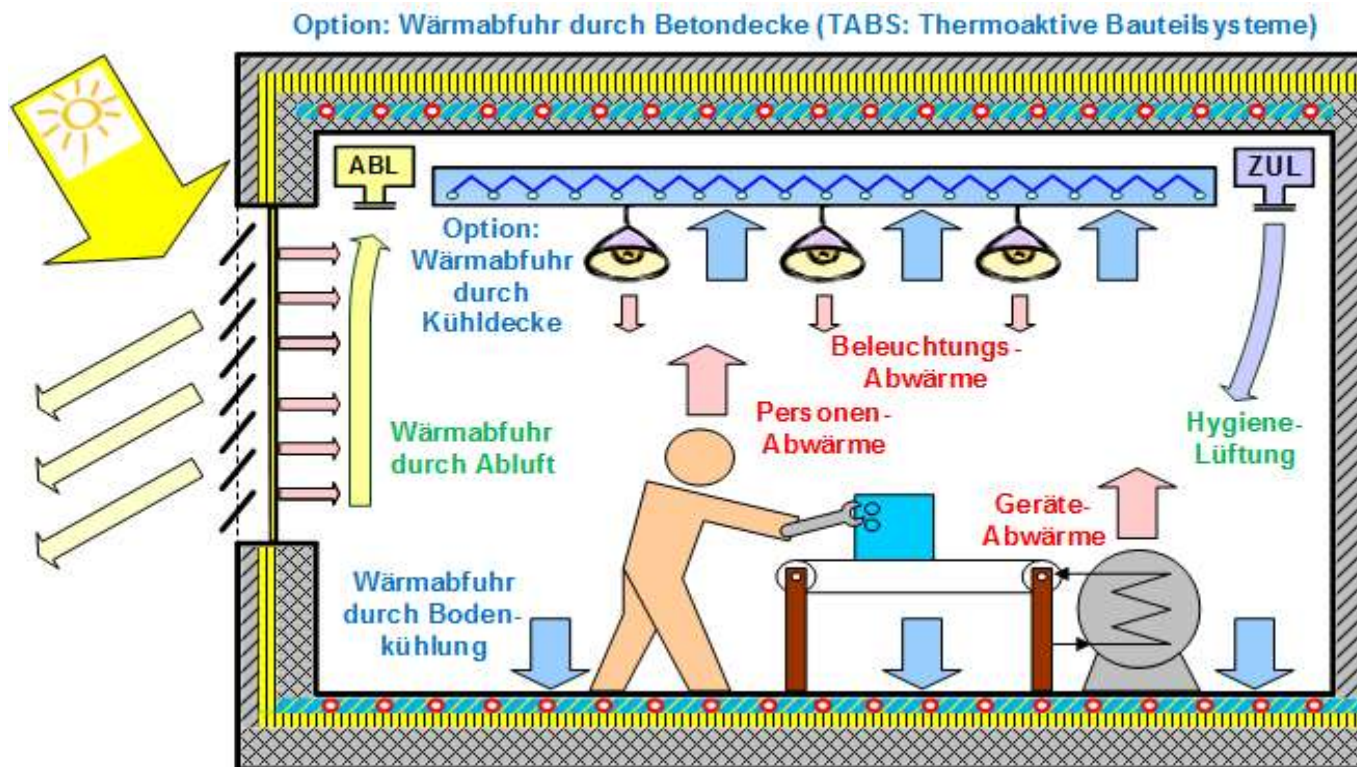 Option: Wärmabfuhr durch Betondecke (TABS: Thermoaktive Bauteilsysteme)
ABL
ZUL
Option:
Wärmabfuhr
durch
Kühldecke
Beleuchtungs-
Abwärme
Personen-
Abwärme
Wärmabfuhr
durch Abluft
Hygiene-
Lüftung
Geräte-
Abwärme
Wärmabfuhr
durch Boden-
kühlung